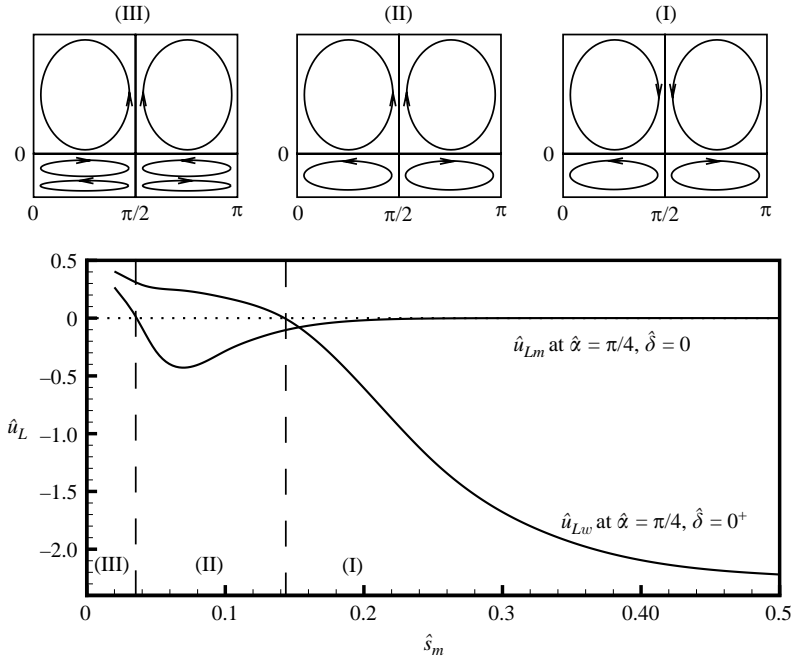 (III) (II) (I)
0
0 π/2 π 0 π/2 π 0 π/2 π
0.5
0
–0.5
–1.0
–1.5
–2.0
û_L
û_Lm at α̂ = π/4, δ̂ = 0
û_Lw at α̂ = π/4, δ̂ = 0⁺
(III) (II) (I)
0 0.1 0.2 0.3 0.40 0.5
ŝ_m